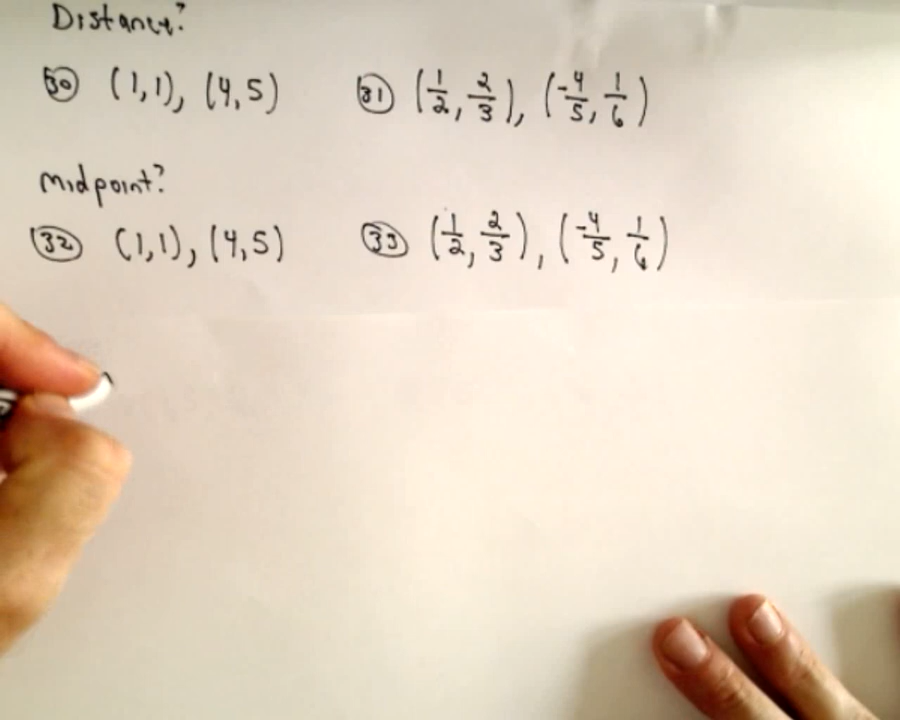 Distance?
30 (1,1), (4,5) 31 (1/2, 2/3), (-4/5, 1/6)
Midpoint?
32 (1,1), (4,5) 33 (1/2, 2/3), (-4/5, 1/6)